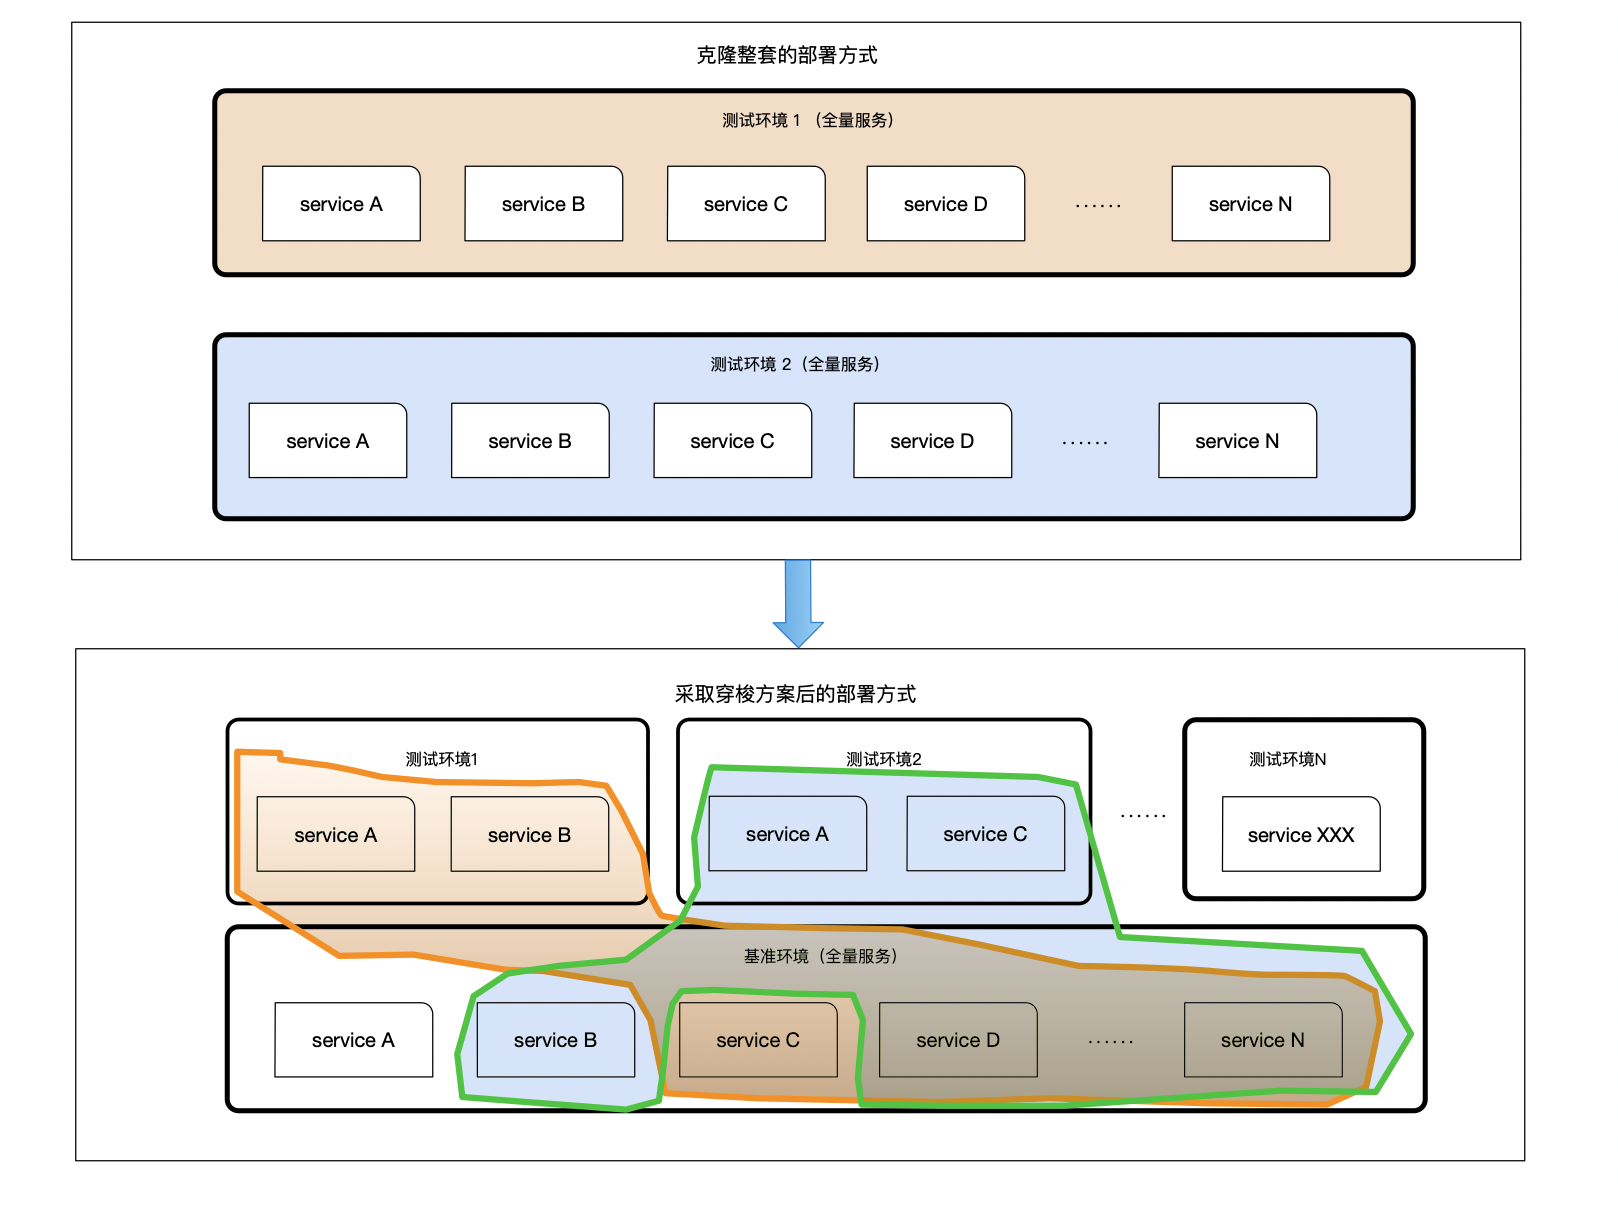 克隆整套的部署方式
测试环境 1 （全量服务）
service A service B service C service D ...... service N
测试环境 2（全量服务）
service A service B service C service D ...... service N
采取穿梭方案后的部署方式
测试环境1 测试环境2 测试环境N
service A service B service A service C ...... service XXX
基准环境（全量服务）
service A service B service C service D ...... service N